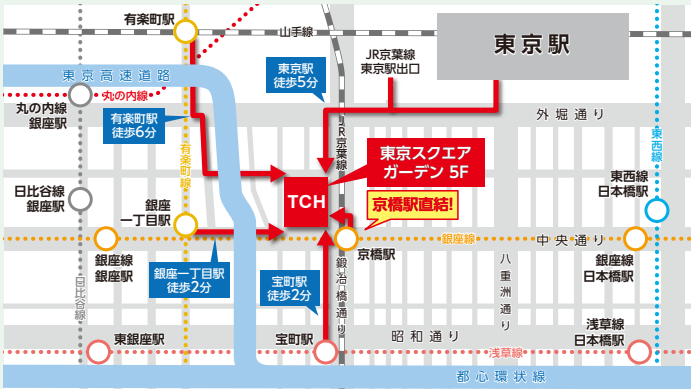 有楽町駅
山手線
東京駅
JR京葉線
東京駅出口
東京駅
徒歩5分
東京高速道路
丸の内線
丸の内線
銀座駅
有楽町駅
徒歩6分
外堀通り
JR京葉線
東西線
有楽町線
東京スクエア
ガーデン 5F
東西線
日本橋駅
日比谷線
銀座駅
銀座
一丁目駅
TCH
京橋駅直結!
銀座線
中央通り
銀座線
銀座駅
京橋駅
銀座線
日本橋駅
銀座一丁目駅
徒歩2分
宝町駅
徒歩2分
鍛冶橋通り
八重洲通り
日比谷線
東銀座駅
宝町駅
昭和通り
浅草線
浅草線
日本橋駅
都心環状線